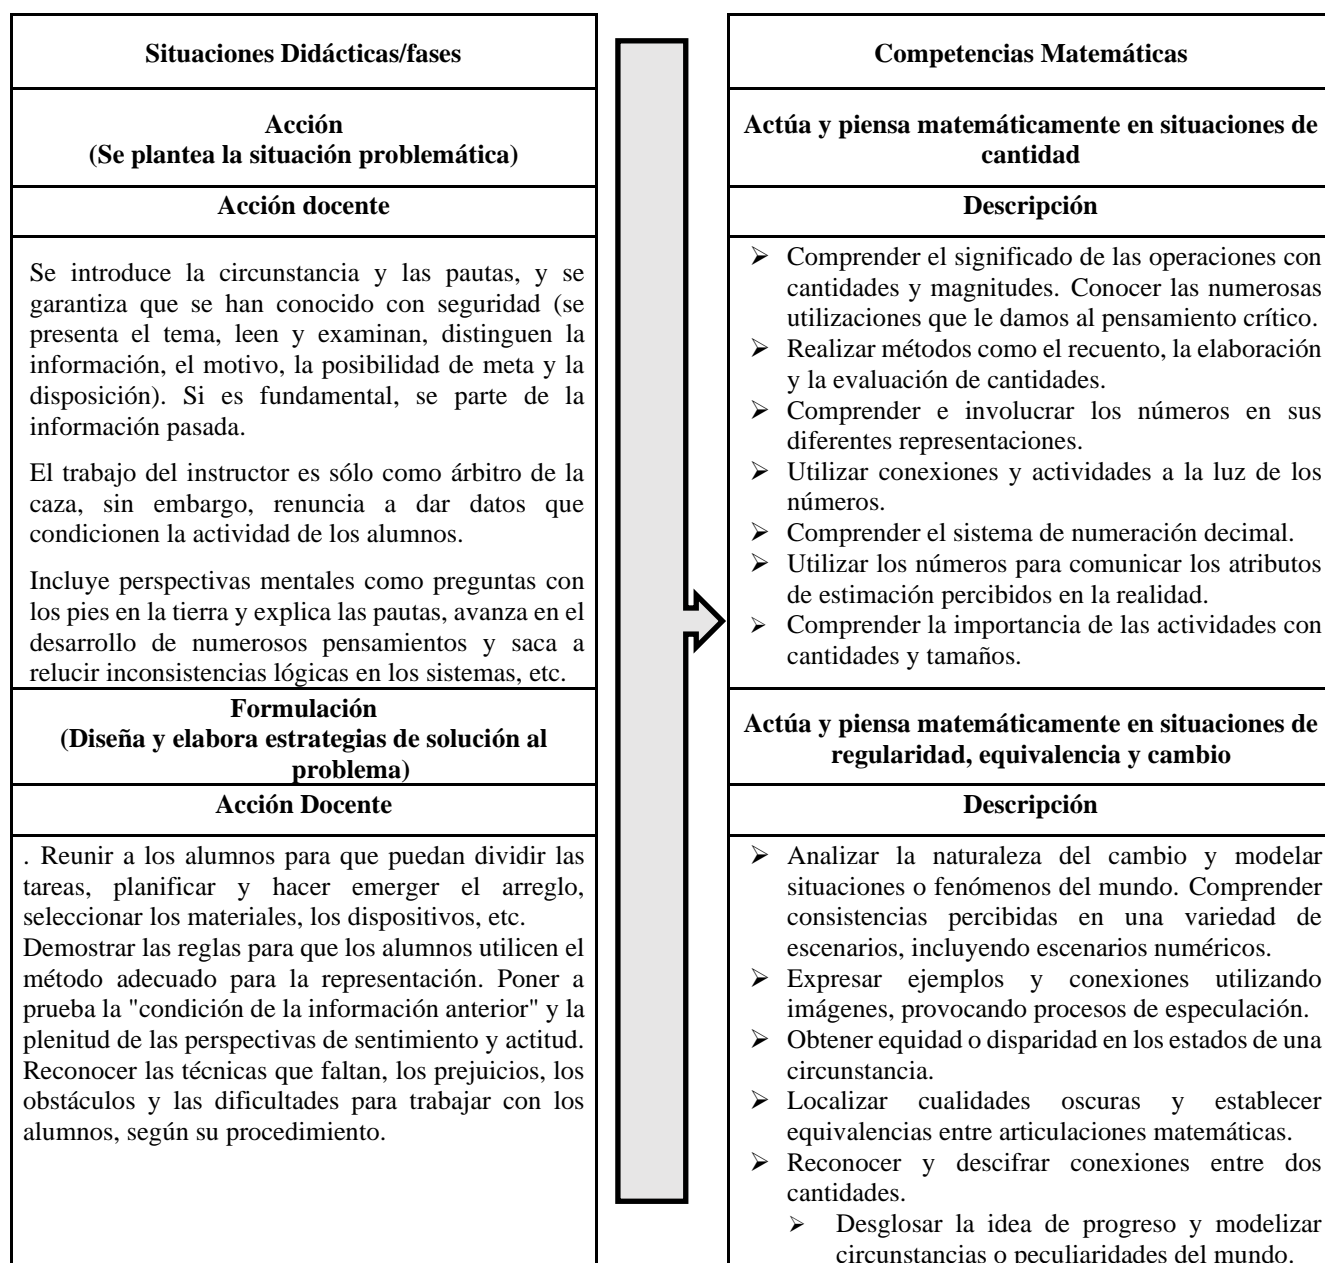 Situaciones Didácticas/fases
Acción
(Se plantea la situación problemática)
Acción docente
Se introduce la circunstancia y las pautas, y se
garantiza que se han conocido con seguridad (se
presenta el tema, leen y examinan, distinguen la
información, el motivo, la posibilidad de meta y la
disposición). Si es fundamental, se parte de la
información pasada.
El trabajo del instructor es sólo como árbitro de la
caza, sin embargo, renuncia a dar datos que
condicionen la actividad de los alumnos.
Incluye perspectivas mentales como preguntas con
los pies en la tierra y explica las pautas, avanza en el
desarrollo de numerosos pensamientos y saca a
relucir inconsistencias lógicas en los sistemas, etc.
Formulación
(Diseña y elabora estrategias de solución al
problema)
Acción Docente
. Reunir a los alumnos para que puedan dividir las
tareas, planificar y hacer emerger el arreglo,
seleccionar los materiales, los dispositivos, etc.
Demostrar las reglas para que los alumnos utilicen el
método adecuado para la representación. Poner a
prueba la "condición de la información anterior" y la
plenitud de las perspectivas de sentimiento y actitud.
Reconocer las técnicas que faltan, los prejuicios, los
obstáculos y las dificultades para trabajar con los
alumnos, según su procedimiento.
Competencias Matemáticas
Actúa y piensa matemáticamente en situaciones de
cantidad
Descripción
➢ Comprender el significado de las operaciones con
cantidades y magnitudes. Conocer las numerosas
utilizaciones que le damos al pensamiento crítico.
➢ Realizar métodos como el recuento, la elaboración
y la evaluación de cantidades.
➢ Comprender e involucrar los números en sus
diferentes representaciones.
➢ Utilizar conexiones y actividades a la luz de los
números.
➢ Comprender el sistema de numeración decimal.
➢ Utilizar los números para comunicar los atributos
de estimación percibidos en la realidad.
➢ Comprender la importancia de las actividades con
cantidades y tamaños.
Actúa y piensa matemáticamente en situaciones de
regularidad, equivalencia y cambio
Descripción
➢ Analizar la naturaleza del cambio y modelar
situaciones o fenómenos del mundo. Comprender
consistencias percibidas en una variedad de
escenarios, incluyendo escenarios numéricos.
➢ Expresar ejemplos y conexiones utilizando
imágenes, provocando procesos de especulación.
➢ Obtener equidad o disparidad en los estados de una
circunstancia.
➢ Localizar cualidades oscuras y establecer
equivalencias entre articulaciones matemáticas.
➢ Reconocer y descifrar conexiones entre dos
cantidades.
➢ Desglosar la idea de progreso y modelizar
circunstancias o peculiaridades del mundo.